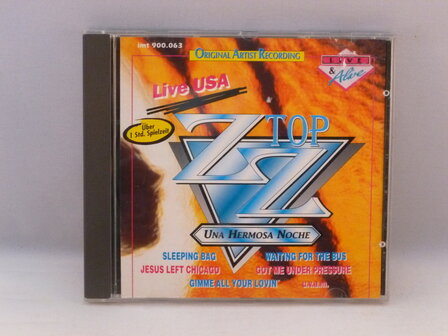 imt 900.063
ORIGINAL ARTIST RECORDING
LIVE
& Alive
Live USA
Über
1 Std. Spielzeit
ZZ TOP
UNA HERMOSA NOCHE
SLEEPING BAG WAITING FOR THE BUS
JESUS LEFT CHICAGO GOT ME UNDER PRESSURE
GIMME ALL YOUR LOVIN' u.v.a.m.